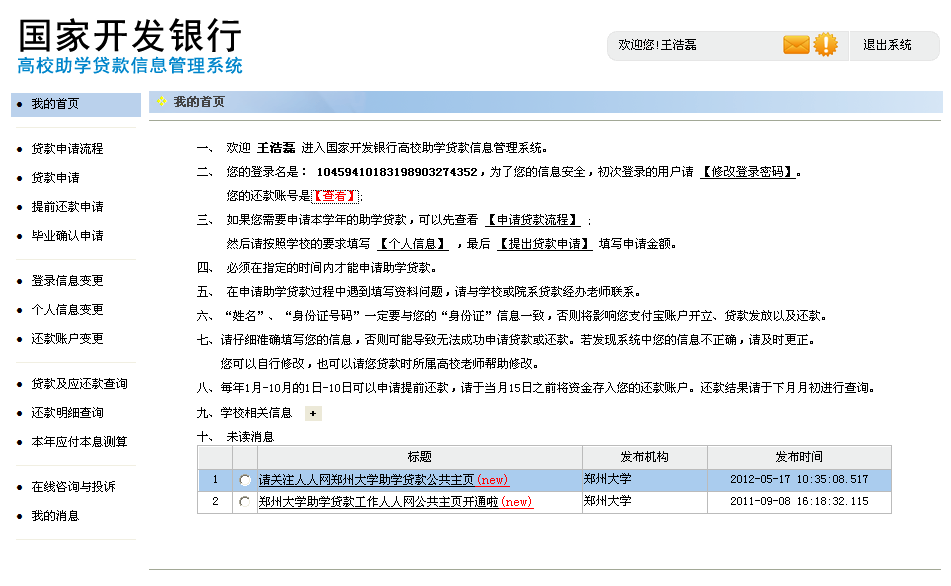 国家开发银行
高校助学贷款信息管理系统
欢迎您!王浩磊
退出系统
我的首页
贷款申请流程
贷款申请
提前还款申请
毕业确认申请
登录信息变更
个人信息变更
还款账户变更
贷款及应还款查询
还款明细查询
本年应付本息测算
在线咨询与投诉
我的消息
我的首页
一、 欢迎 王浩磊 进入国家开发银行高校助学贷款信息管理系统。
二、 您的登录名是: 10459410183198903274352,为了您的信息安全,初次登录的用户请 【修改登录密码】。
您的还款账号是【查看】;
三、 如果您需要申请本学年的助学贷款,可以先查看 【申请贷款流程】 ;
然后请按照学校的要求填写 【个人信息】 ,最后 【提出贷款申请】 填写申请金额。
四、 必须在指定的时间内才能申请助学贷款。
五、 在申请助学贷款过程中遇到填写资料问题,请与学校或院系贷款经办老师联系。
六、“姓名”、“身份证号码”一定要与您的“身份证”信息一致,否则将影响您支付宝账户开立、贷款发放以及还款。
七、请仔细准确填写您的信息,否则可能导致无法成功申请贷款或还款。若发现系统中您的信息不正确,请及时更正。
您可以自行修改,也可以请您贷款时所属高校老师帮助修改。
八、每年1月-10月的1日-10日可以申请提前还款,请于当月15日之前将资金存入您的还款账户。还款结果请于下月月初进行查询。
九、学校相关信息 +
十、 未读消息
标题 发布机构 发布时间
1 请关注人人网郑州大学助学贷款公共主页(new) 郑州大学 2012-05-17 10:35:08.517
2 郑州大学助学贷款工作人人网公共主页开通啦(new) 郑州大学 2011-09-08 16:18:32.115